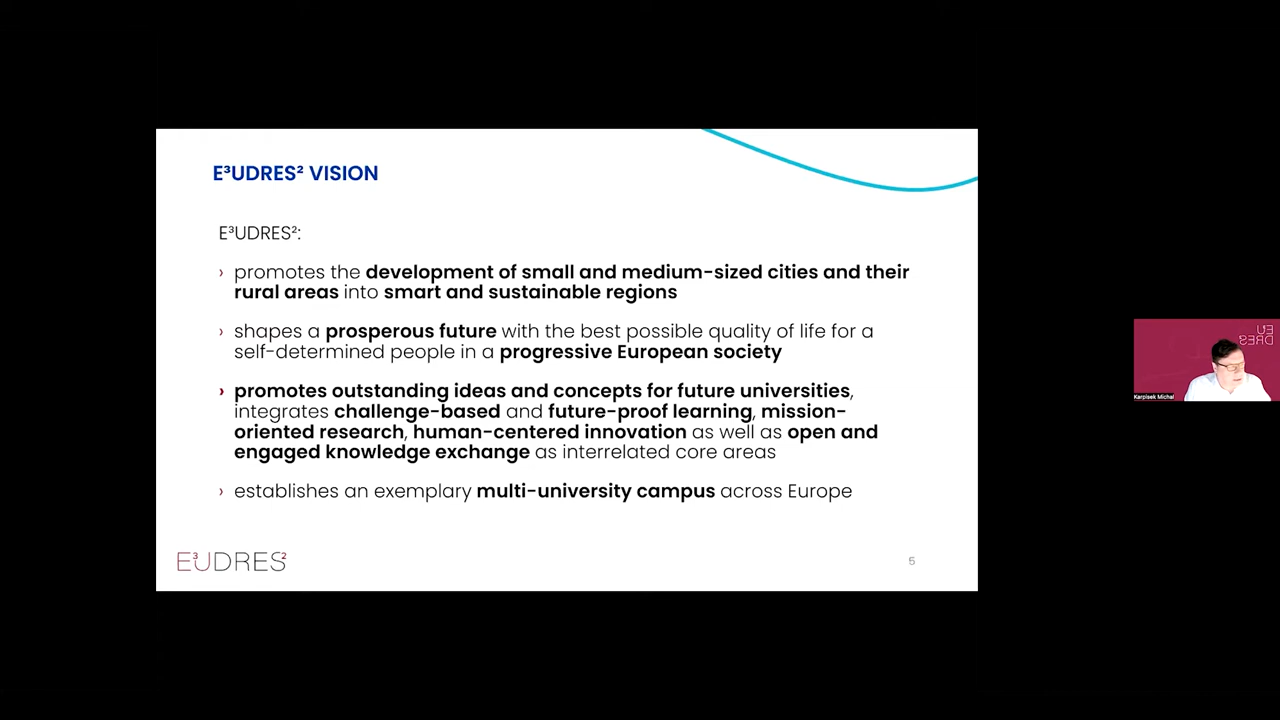 E³UDRES² VISION
E³UDRES²:
› promotes the development of small and medium-sized cities and their
rural areas into smart and sustainable regions
› shapes a prosperous future with the best possible quality of life for a
self-determined people in a progressive European society
› promotes outstanding ideas and concepts for future universities,
integrates challenge-based and future-proof learning, mission-
oriented research, human-centered innovation as well as open and
engaged knowledge exchange as interrelated core areas
› establishes an exemplary multi-university campus across Europe
E³UDRES²
5
EU
DRES
Karpisek Michal